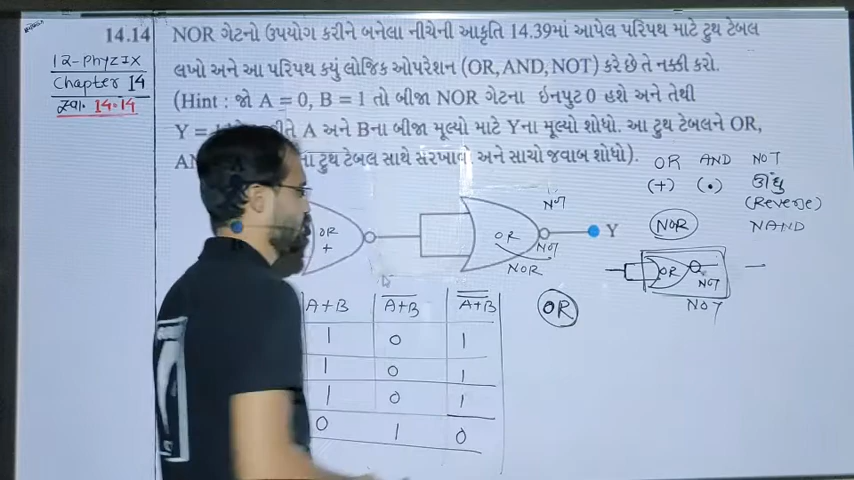 14.14 NOR ગેટનો ઉપયોગ કરીને બનેલા નીચેની આકૃતિ 14.39માં આપેલ પરિપથ માટે ટ્રુથ ટેબલ
લખો અને આ પરિપથ કયું લોજિક ઓપરેશન (OR, AND, NOT) કરે છે તે નક્કી કરો.
(Hint : જો A = 0, B = 1 તો બીજા NOR ગેટના ઇનપુટ 0 હશે અને તેથી
Y = અને Bના બીજા મૂલ્યો માટે Yના મૂલ્યો શોધો. આ ટ્રુથ ટેબલને OR,
ટ્રુથ ટેબલ સાથે સરખાવો અને સાચો જવાબ શોધો).
12-PhyZIX
Chapter 14
સ્વા. 14.14
OR AND NOT
(+) (•) ઊંધુ
(Reverse)
NOR NAND
OR
+
OR
NOT
NOT
NOR
Y
OR
NOT
NOT
A+B A̅+̅B̅ A̿+̿B̿
1 0 1
1 0 1
1 0 1
0 1 0
OR